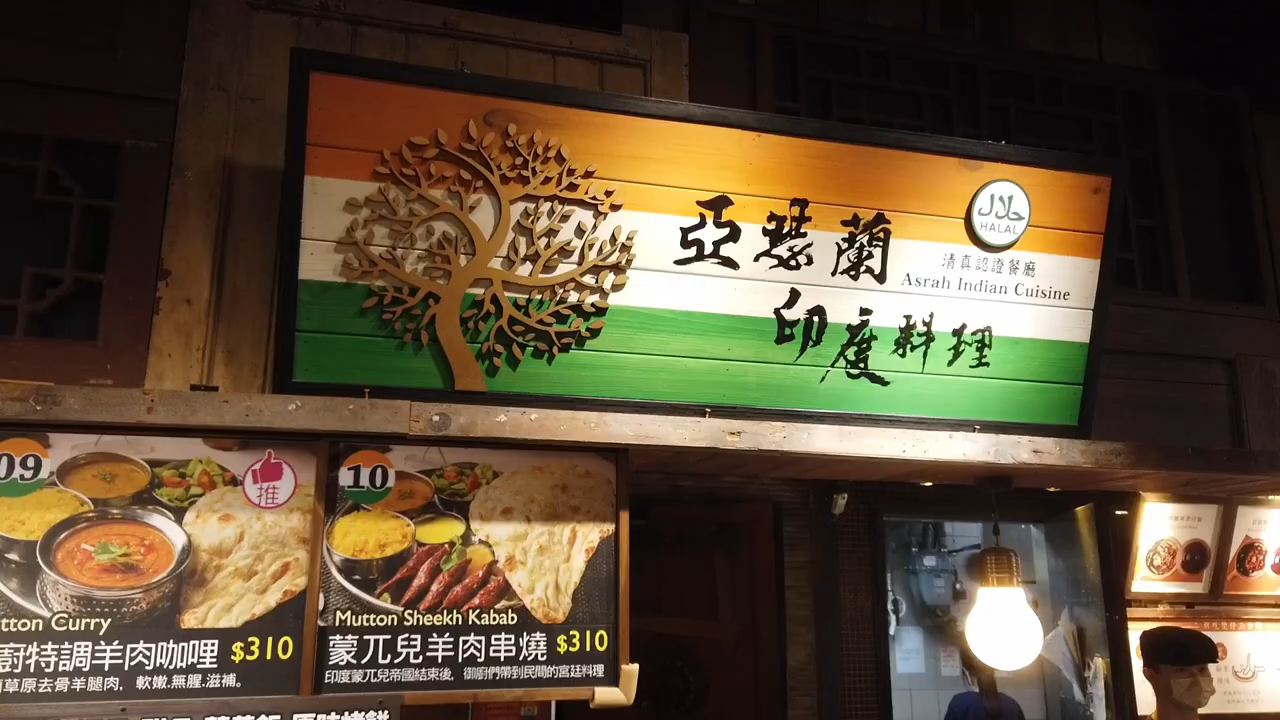 亞瑟蘭
印度料理
حلال
HALAL
清真認證餐廳
Asrah Indian Cuisine
09
推
tton Curry
廚特調羊肉咖哩 $310
草原去骨羊腿肉，軟嫩.無腥.滋補。
10
Mutton Sheekh Kabab
蒙兀兒羊肉串燒 $310
印度蒙兀兒帝國結束後，御廚們帶到民間的宮廷料理